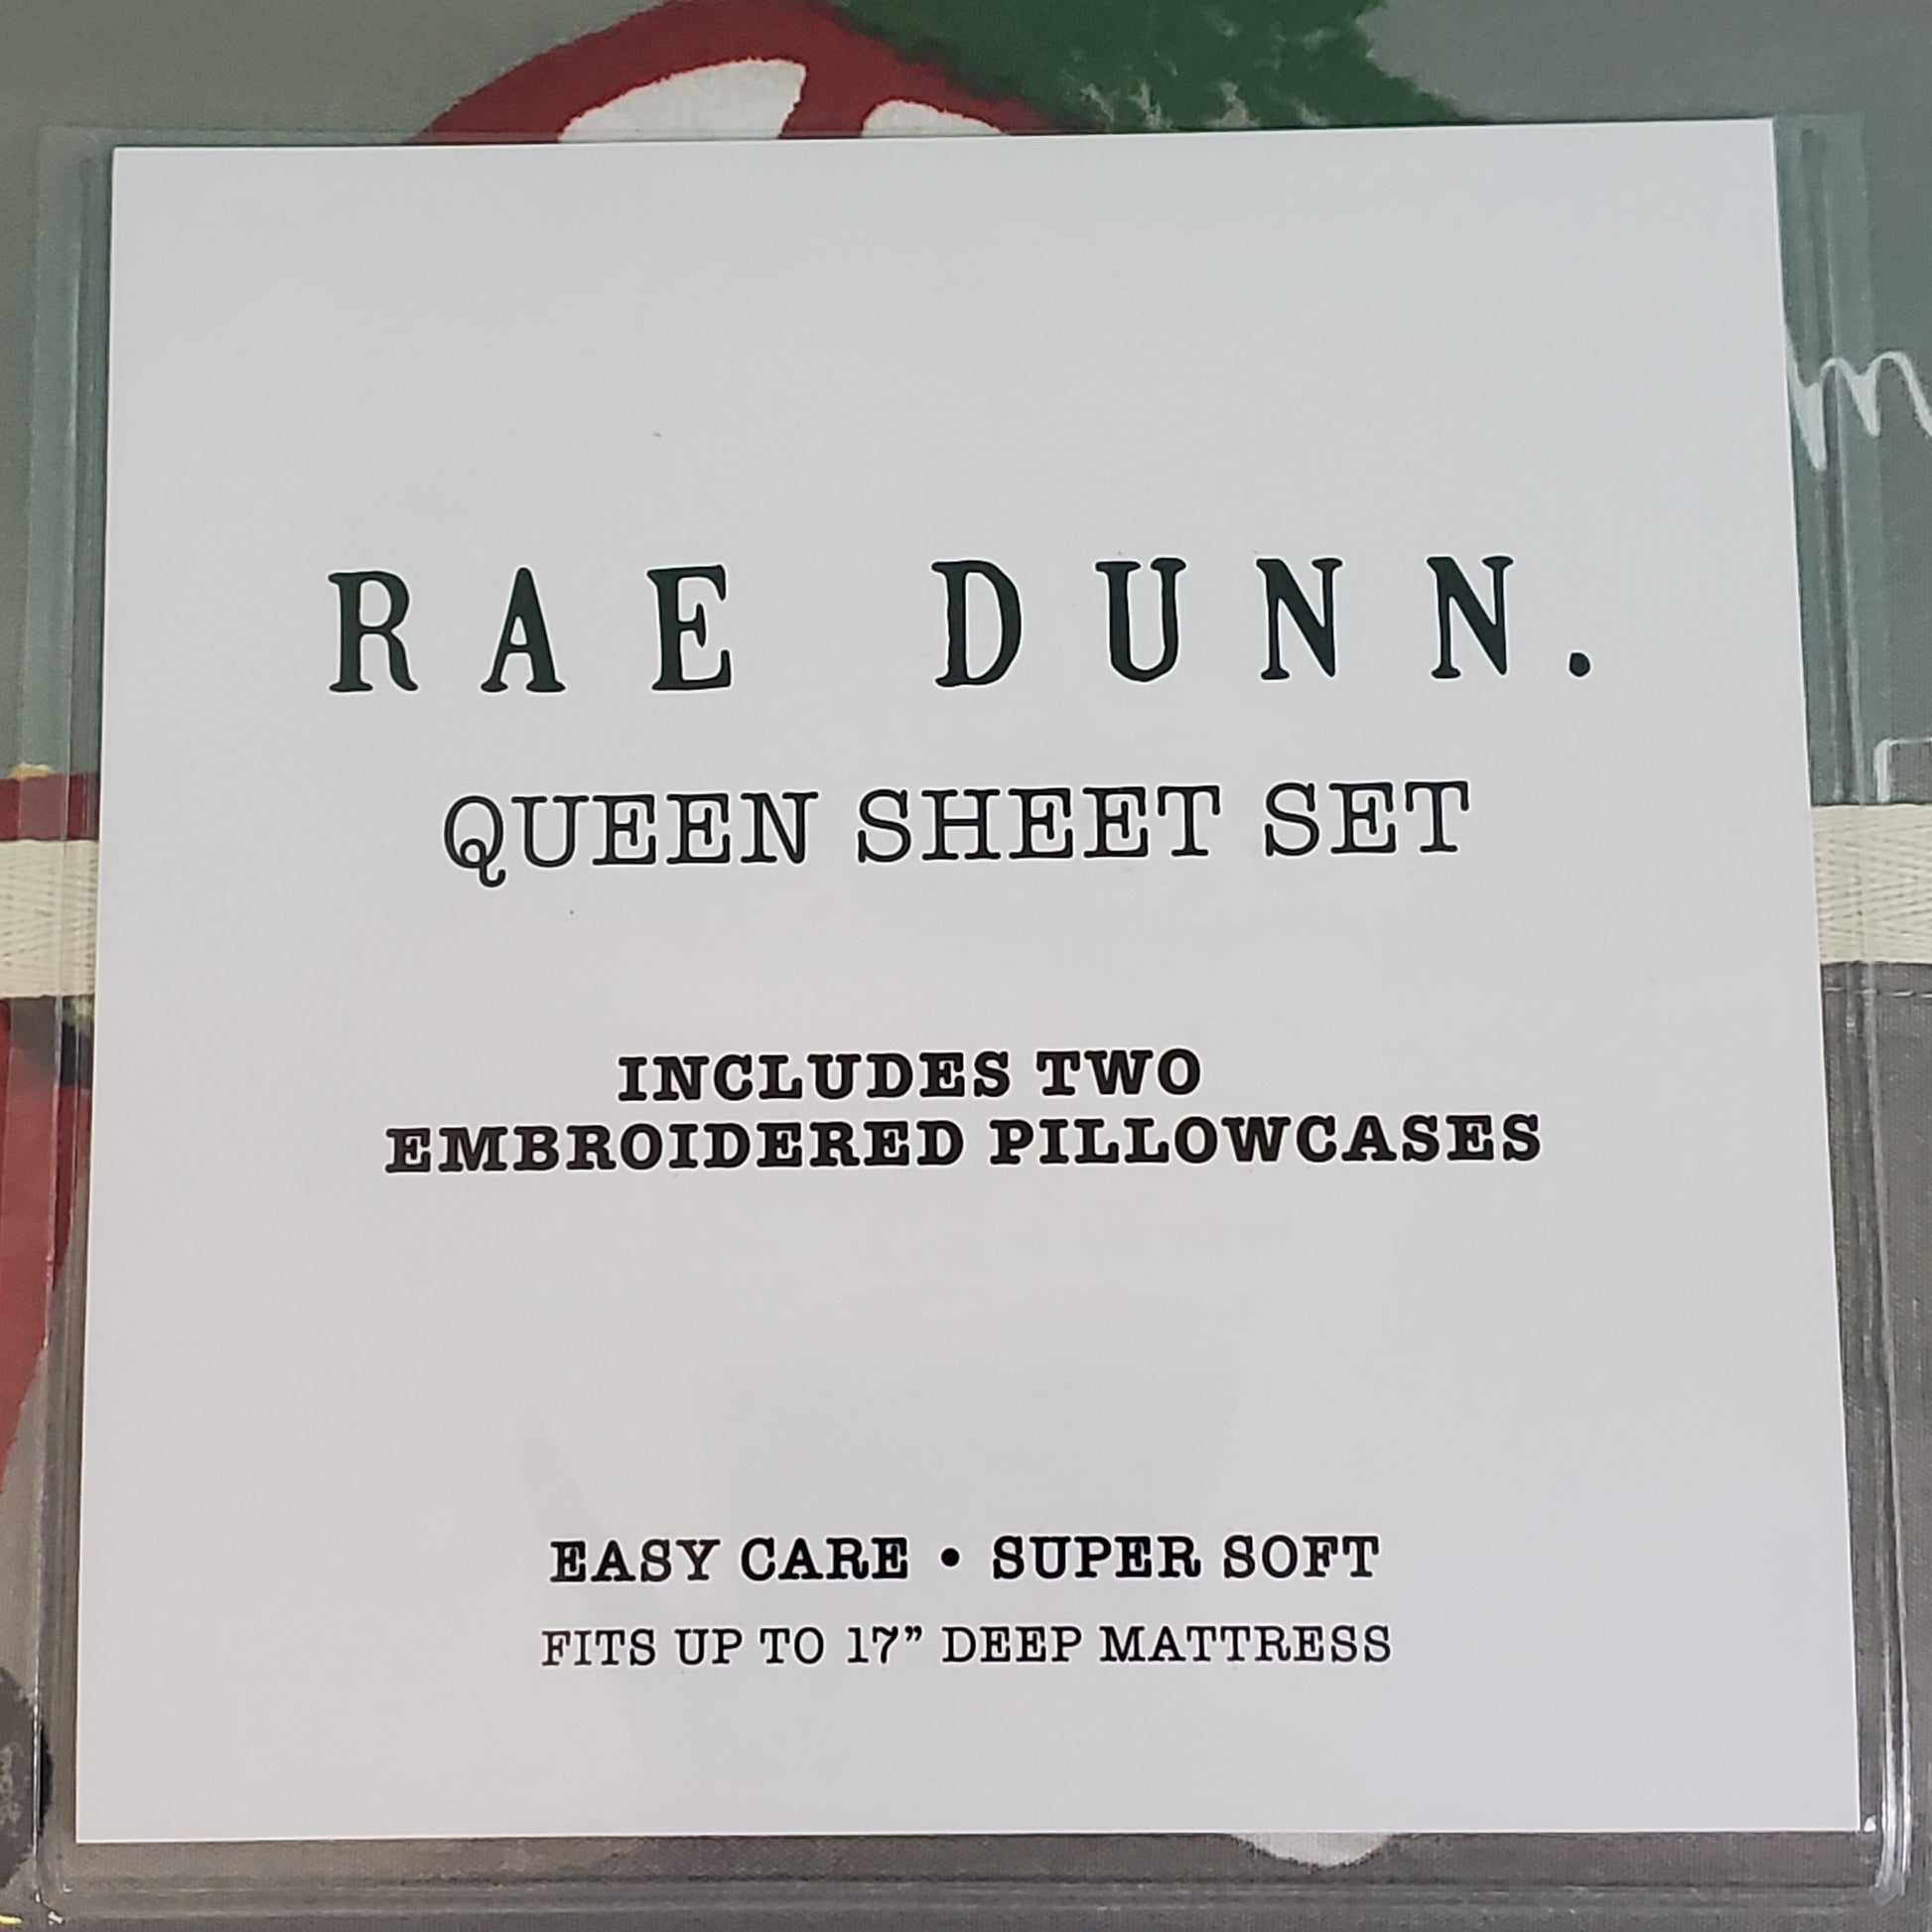 RAE DUNN.
QUEEN SHEET SET
INCLUDES TWO
EMBROIDERED PILLOWCASES
EASY CARE • SUPER SOFT
FITS UP TO 17” DEEP MATTRESS